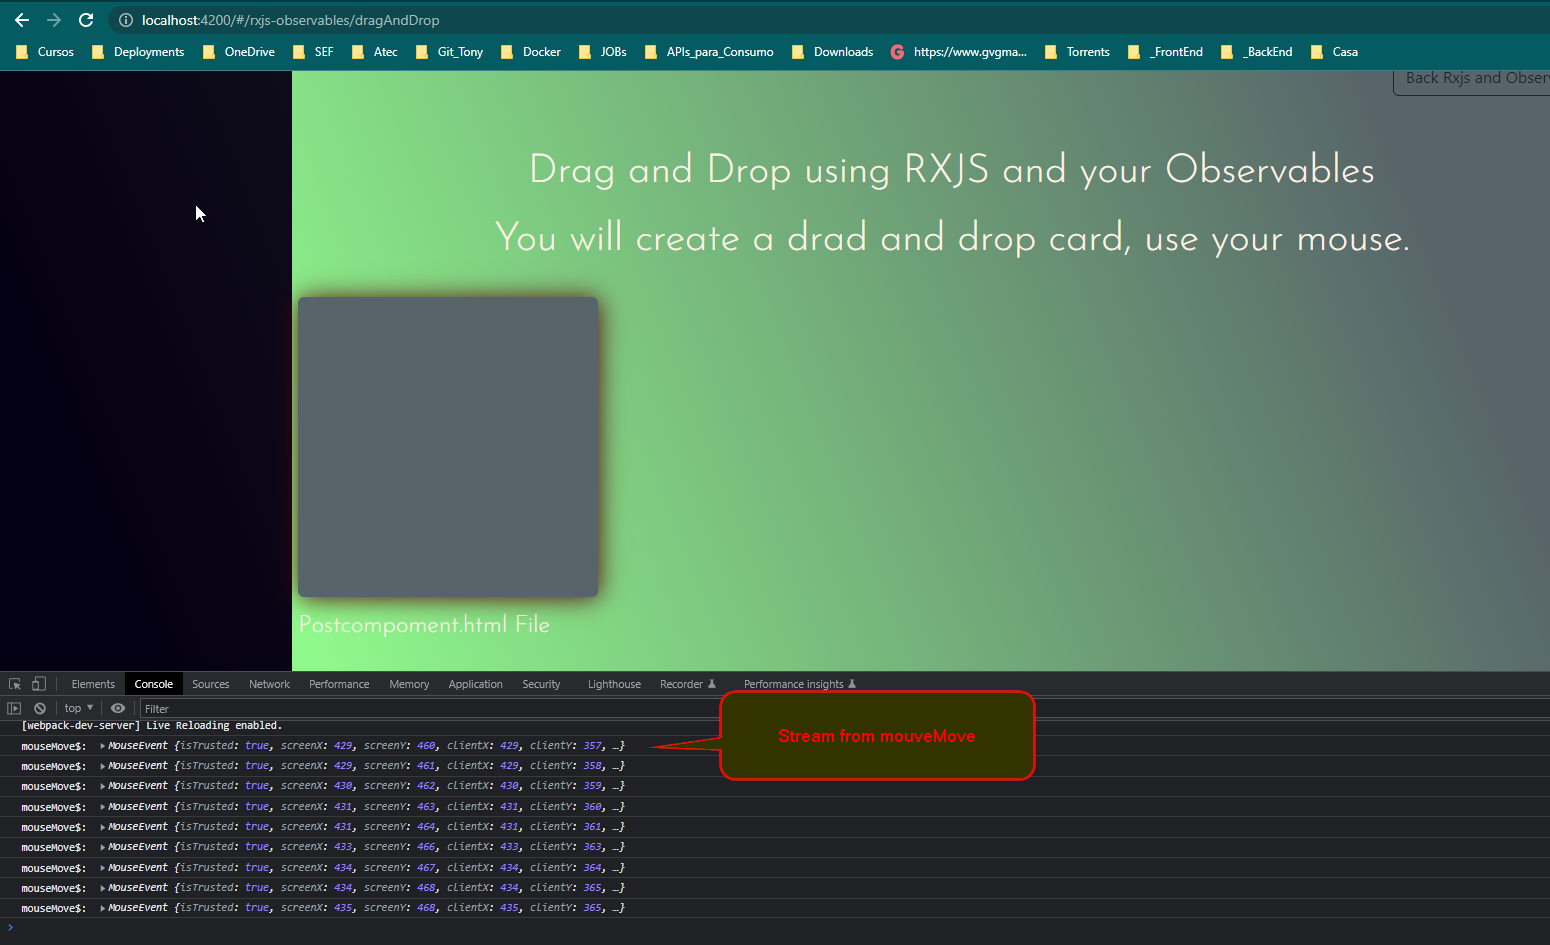 localhost:4200/#/rxjs-observables/dragAndDrop
Cursos Deployments OneDrive SEF Atec Git_Tony Docker JOBs APIs_para_Consumo Downloads https://www.gvgma... Torrents _FrontEnd _BackEnd Casa
Back Rxjs and Obser
Drag and Drop using RXJS and your Observables
You will create a drad and drop card, use your mouse.
Postcompoment.html File
Elements Console Sources Network Performance Memory Application Security Lighthouse Recorder Performance insights
top Filter
[webpack-dev-server] Live Reloading enabled.
mouseMove$: MouseEvent {isTrusted: true, screenX: 429, screenY: 460, clientX: 429, clientY: 357, …}
Stream from mouveMove
mouseMove$: MouseEvent {isTrusted: true, screenX: 429, screenY: 461, clientX: 429, clientY: 358, …}
mouseMove$: MouseEvent {isTrusted: true, screenX: 430, screenY: 462, clientX: 430, clientY: 359, …}
mouseMove$: MouseEvent {isTrusted: true, screenX: 431, screenY: 463, clientX: 431, clientY: 360, …}
mouseMove$: MouseEvent {isTrusted: true, screenX: 431, screenY: 464, clientX: 431, clientY: 361, …}
mouseMove$: MouseEvent {isTrusted: true, screenX: 433, screenY: 466, clientX: 433, clientY: 363, …}
mouseMove$: MouseEvent {isTrusted: true, screenX: 434, screenY: 467, clientX: 434, clientY: 364, …}
mouseMove$: MouseEvent {isTrusted: true, screenX: 434, screenY: 468, clientX: 434, clientY: 365, …}
mouseMove$: MouseEvent {isTrusted: true, screenX: 435, screenY: 468, clientX: 435, clientY: 365, …}